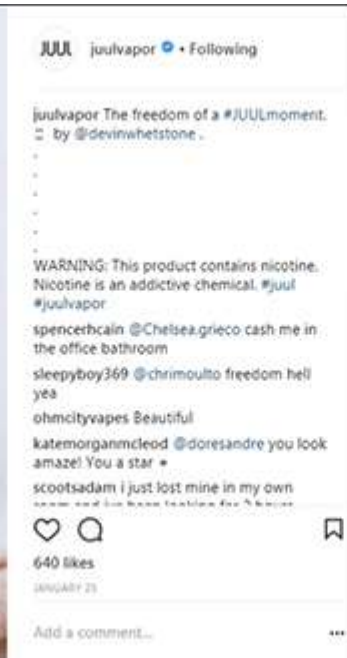 JUUL juulvapor • Following
juulvapor The freedom of a #JUULmoment.
by @devinwhetstone .
.
.
.
.
.
.
WARNING: This product contains nicotine.
Nicotine is an addictive chemical. #juul
#juulvapor
spencerhcain @Chelsea.grieco cash me in
the office bathroom
sleepyboy369 @chrimoulto freedom hell
yea
ohmcityvapes Beautiful
katemorganmcleod @doresandre you look
amaze! You a star
scootsadam i just lost mine in my own
640 likes
JANUARY 25
Add a comment...